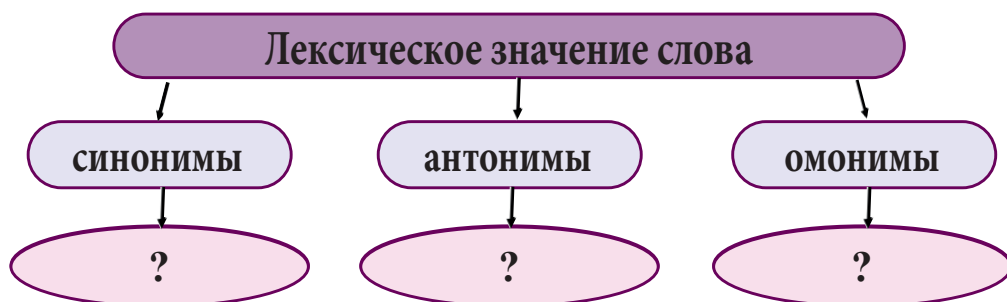 Лексическое значение слова
синонимы антонимы омонимы
? ? ?